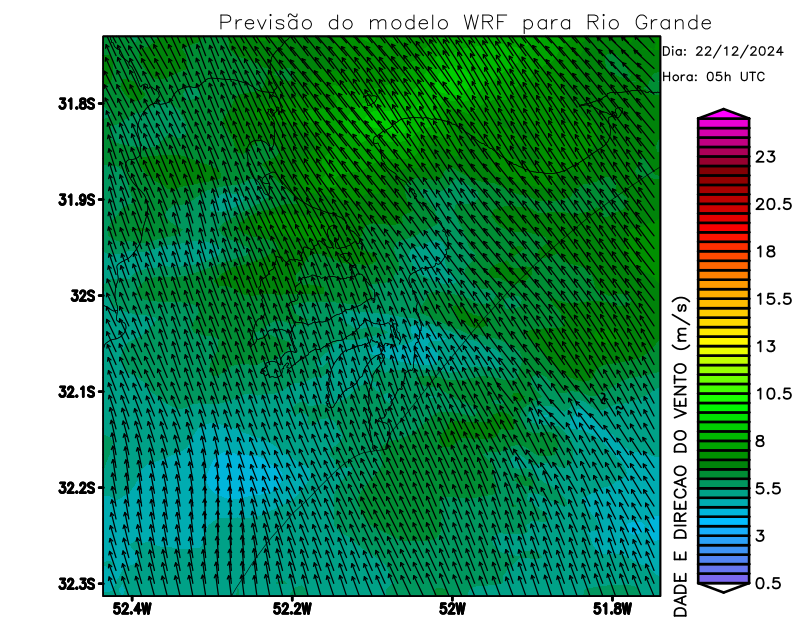 Previsão do modelo WRF para Rio Grande
Dia: 22/12/2024
Hora: 05h UTC
31.8S
31.9S
32S
32.1S
32.2S
32.3S
52.4W
52.2W
52W
51.8W
23
20.5
18
15.5
13
10.5
8
5.5
3
0.5
DADE E DIRECAO DO VENTO (m/s)